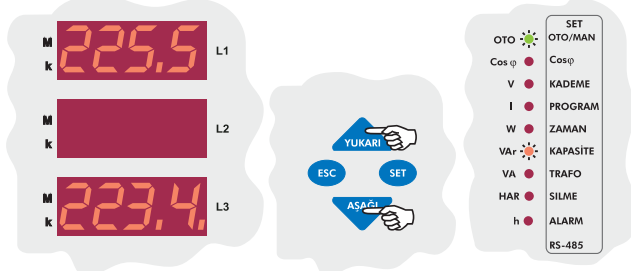 M
k
225.5
L1
M
k
L2
M
k
223.4.
L3
YUKARI
ESC
SET
AŞAĞI
SET
OTO OTO/MAN
Cos φ Cosφ
V KADEME
I PROGRAM
W ZAMAN
VAr KAPASİTE
VA TRAFO
HAR SILME
h ALARM
RS-485